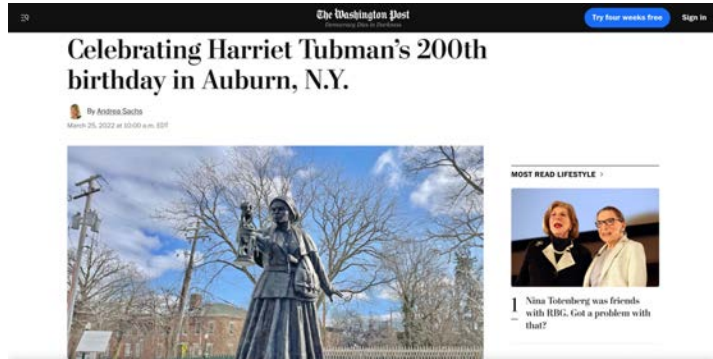 The Washington Post
Democracy Dies in Darkness
Try four weeks free
Sign in
Celebrating Harriet Tubman's 200th
birthday in Auburn, N.Y.
By Andrea Sachs
March 25, 2022 at 10:00 a.m. EDT
MOST READ LIFESTYLE >
1 Nina Totenberg was friends
with RBG. Got a problem with
that?